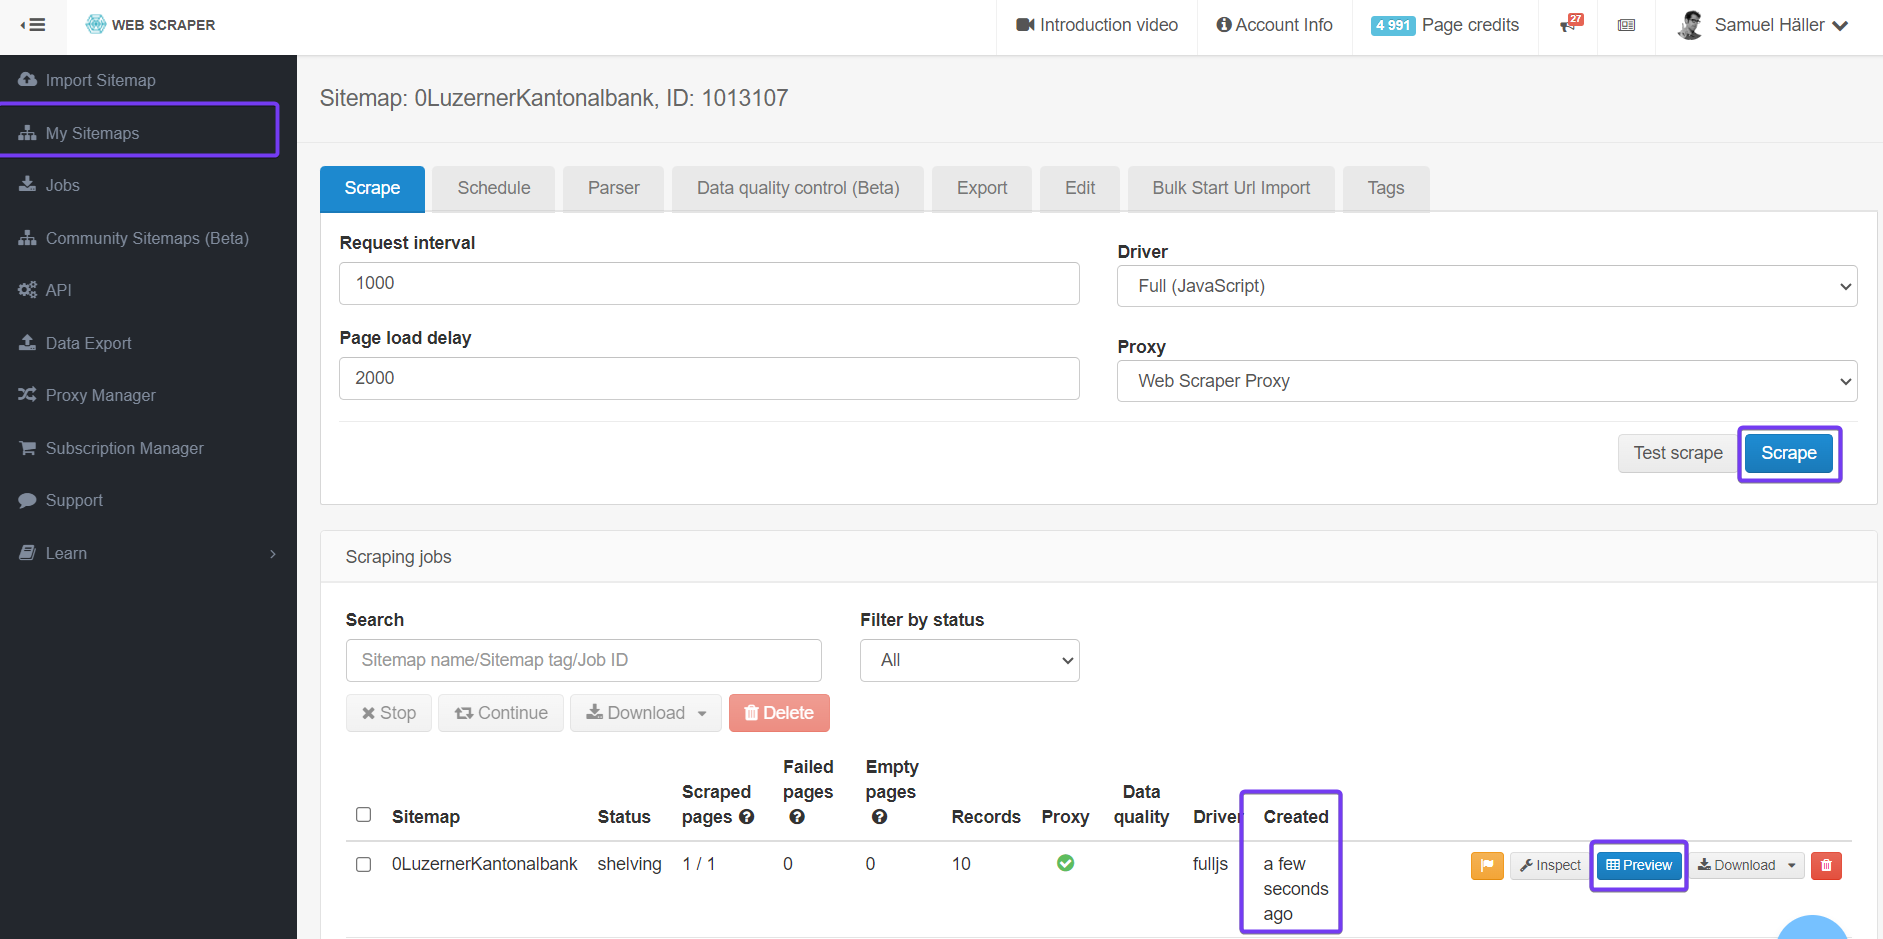 WEB SCRAPER
Introduction video
Account Info
4 991 Page credits
27
Samuel Häller
Import Sitemap
My Sitemaps
Jobs
Community Sitemaps (Beta)
API
Data Export
Proxy Manager
Subscription Manager
Support
Learn
Sitemap: 0LuzernerKantonalbank, ID: 1013107
Scrape
Schedule
Parser
Data quality control (Beta)
Export
Edit
Bulk Start Url Import
Tags
Request interval
1000
Driver
Full (JavaScript)
Page load delay
2000
Proxy
Web Scraper Proxy
Test scrape
Scrape
Scraping jobs
Search
Sitemap name/Sitemap tag/Job ID
Filter by status
All
Stop
Continue
Download
Delete
Sitemap
Status
Scraped
pages
Failed
pages
Empty
pages
Records
Proxy
Data
quality
Driver
Created
0LuzernerKantonalbank
shelving
1 / 1
0
0
10
fulljs
a few
seconds
ago
Inspect
Preview
Download